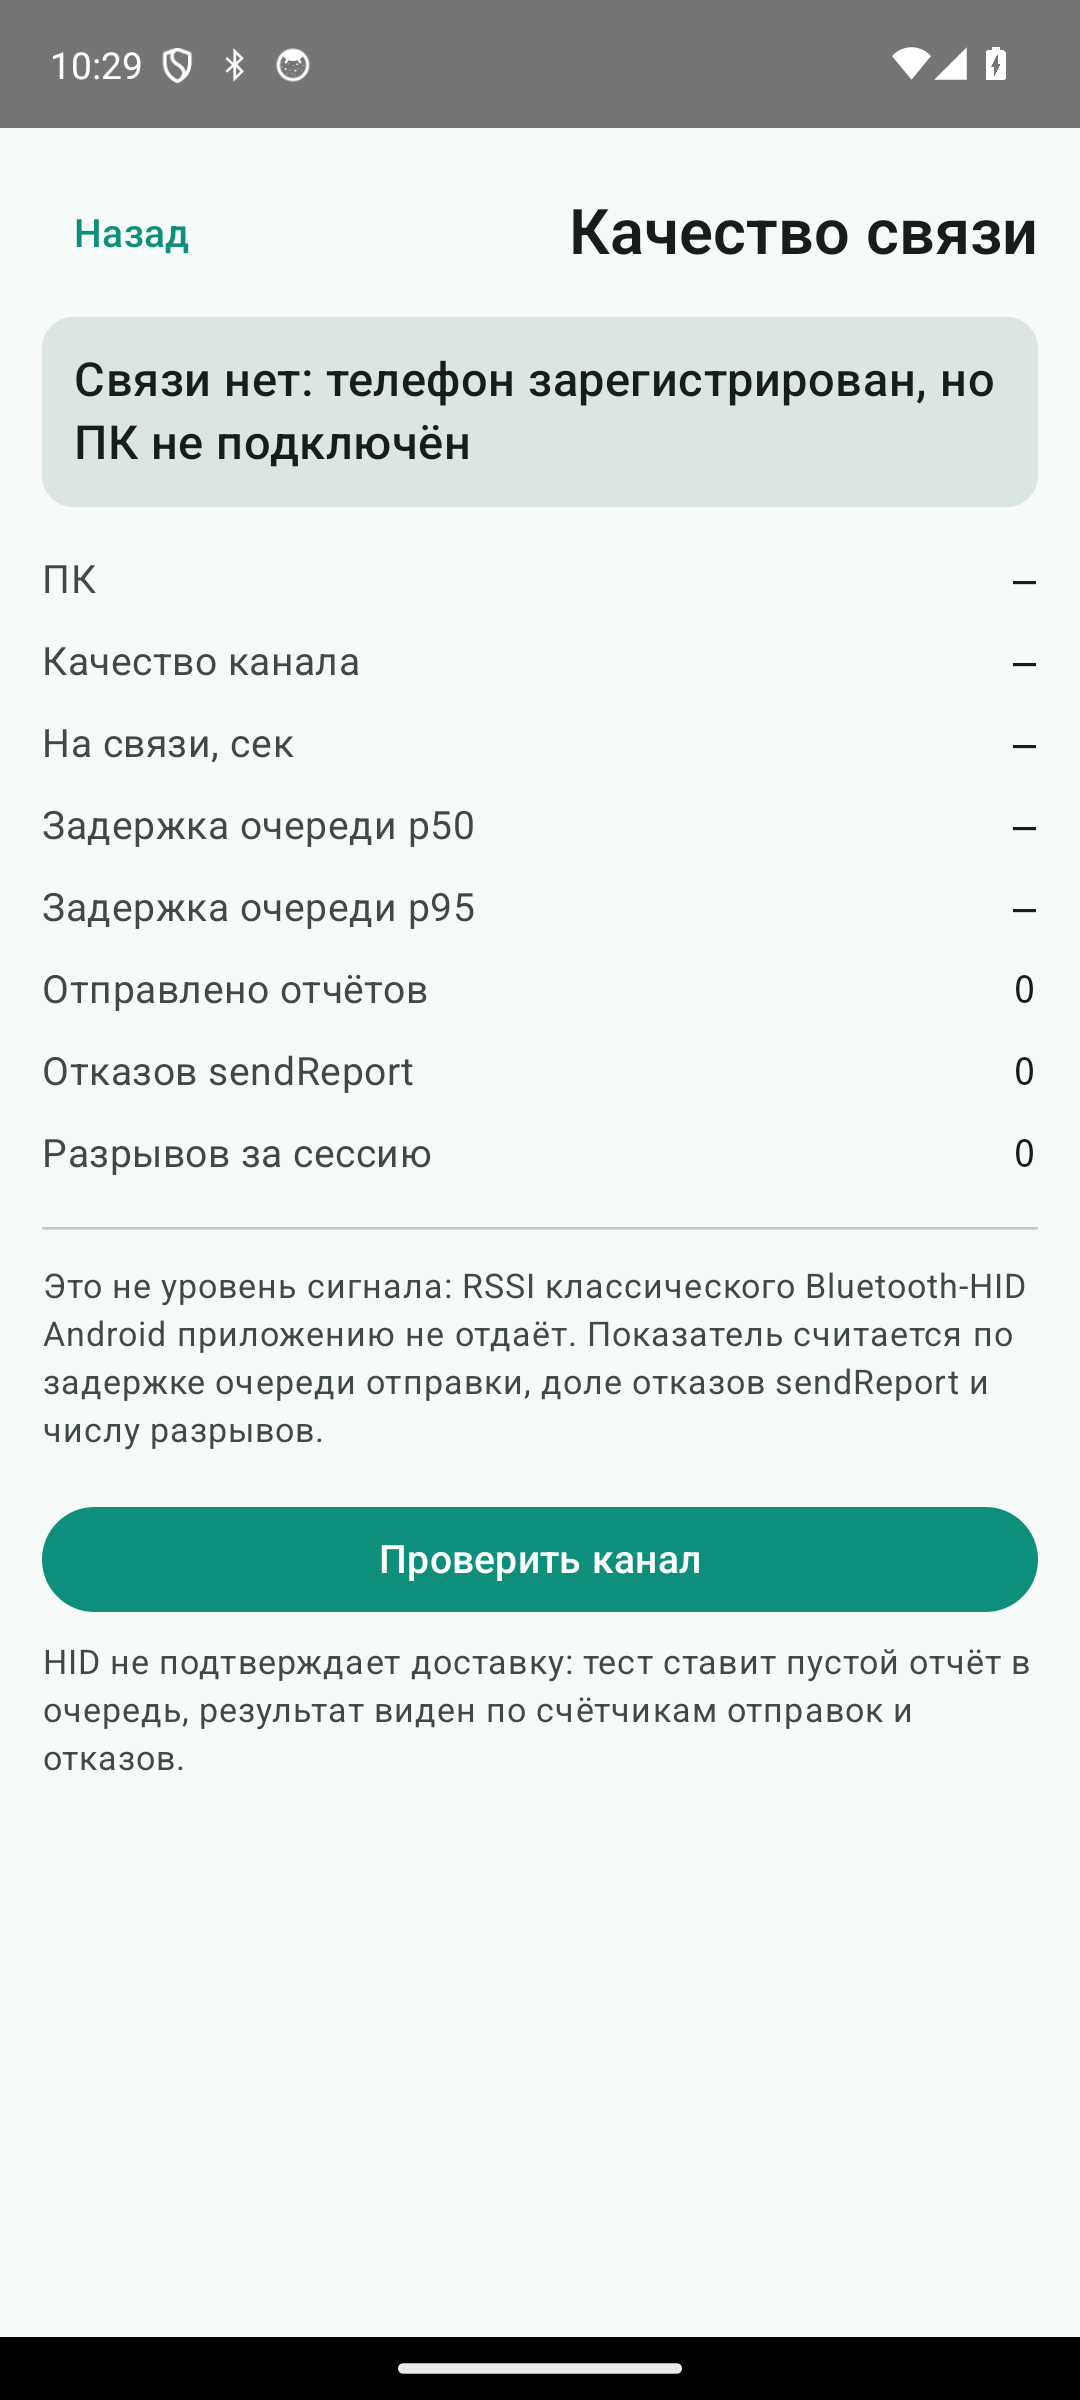 10:29
Назад
Качество связи
Связи нет: телефон зарегистрирован, но
ПК не подключён
ПК –
Качество канала –
На связи, сек –
Задержка очереди p50 –
Задержка очереди p95 –
Отправлено отчётов 0
Отказов sendReport 0
Разрывов за сессию 0
Это не уровень сигнала: RSSI классического Bluetooth-HID
Android приложению не отдаёт. Показатель считается по
задержке очереди отправки, доле отказов sendReport и
числу разрывов.
Проверить канал
HID не подтверждает доставку: тест ставит пустой отчёт в
очередь, результат виден по счётчикам отправок и
отказов.